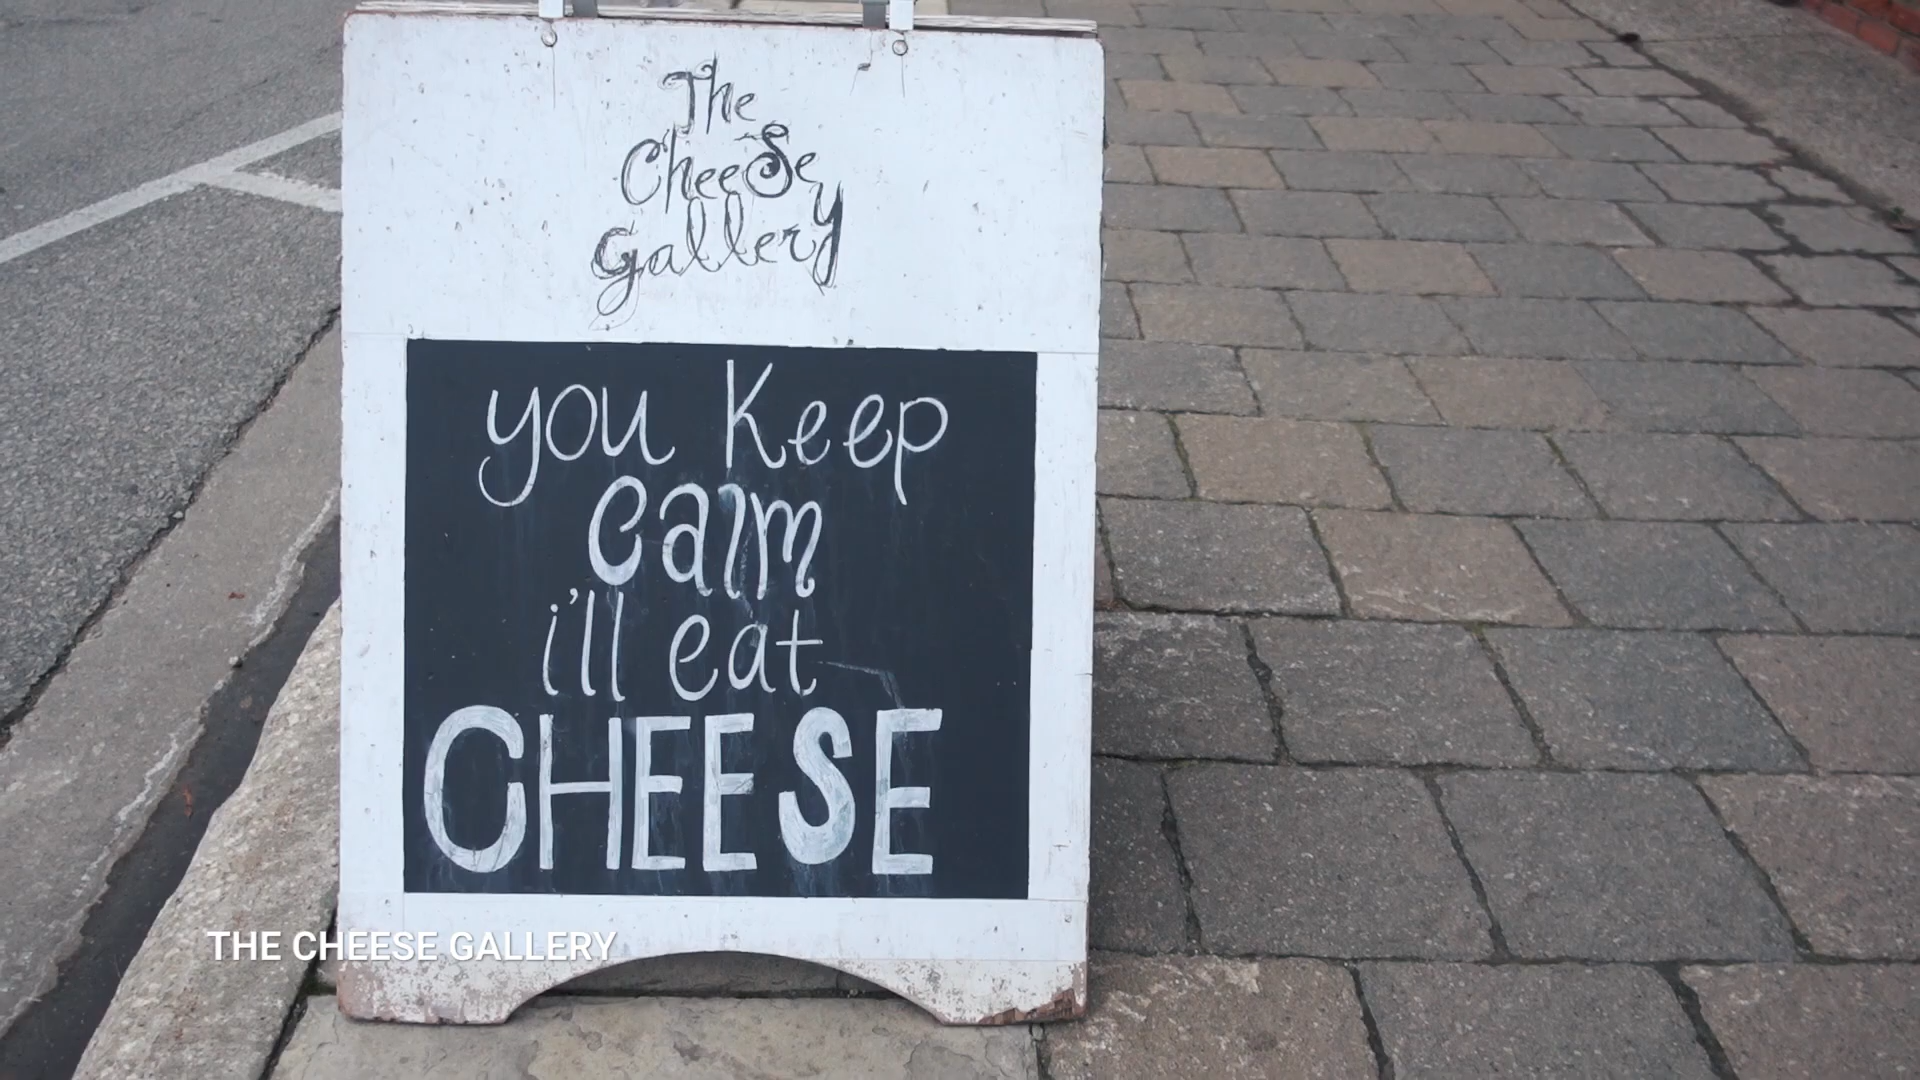 The
CheeSe
gallery
you Keep
calm
i'll eat
CHEESE
THE CHEESE GALLERY